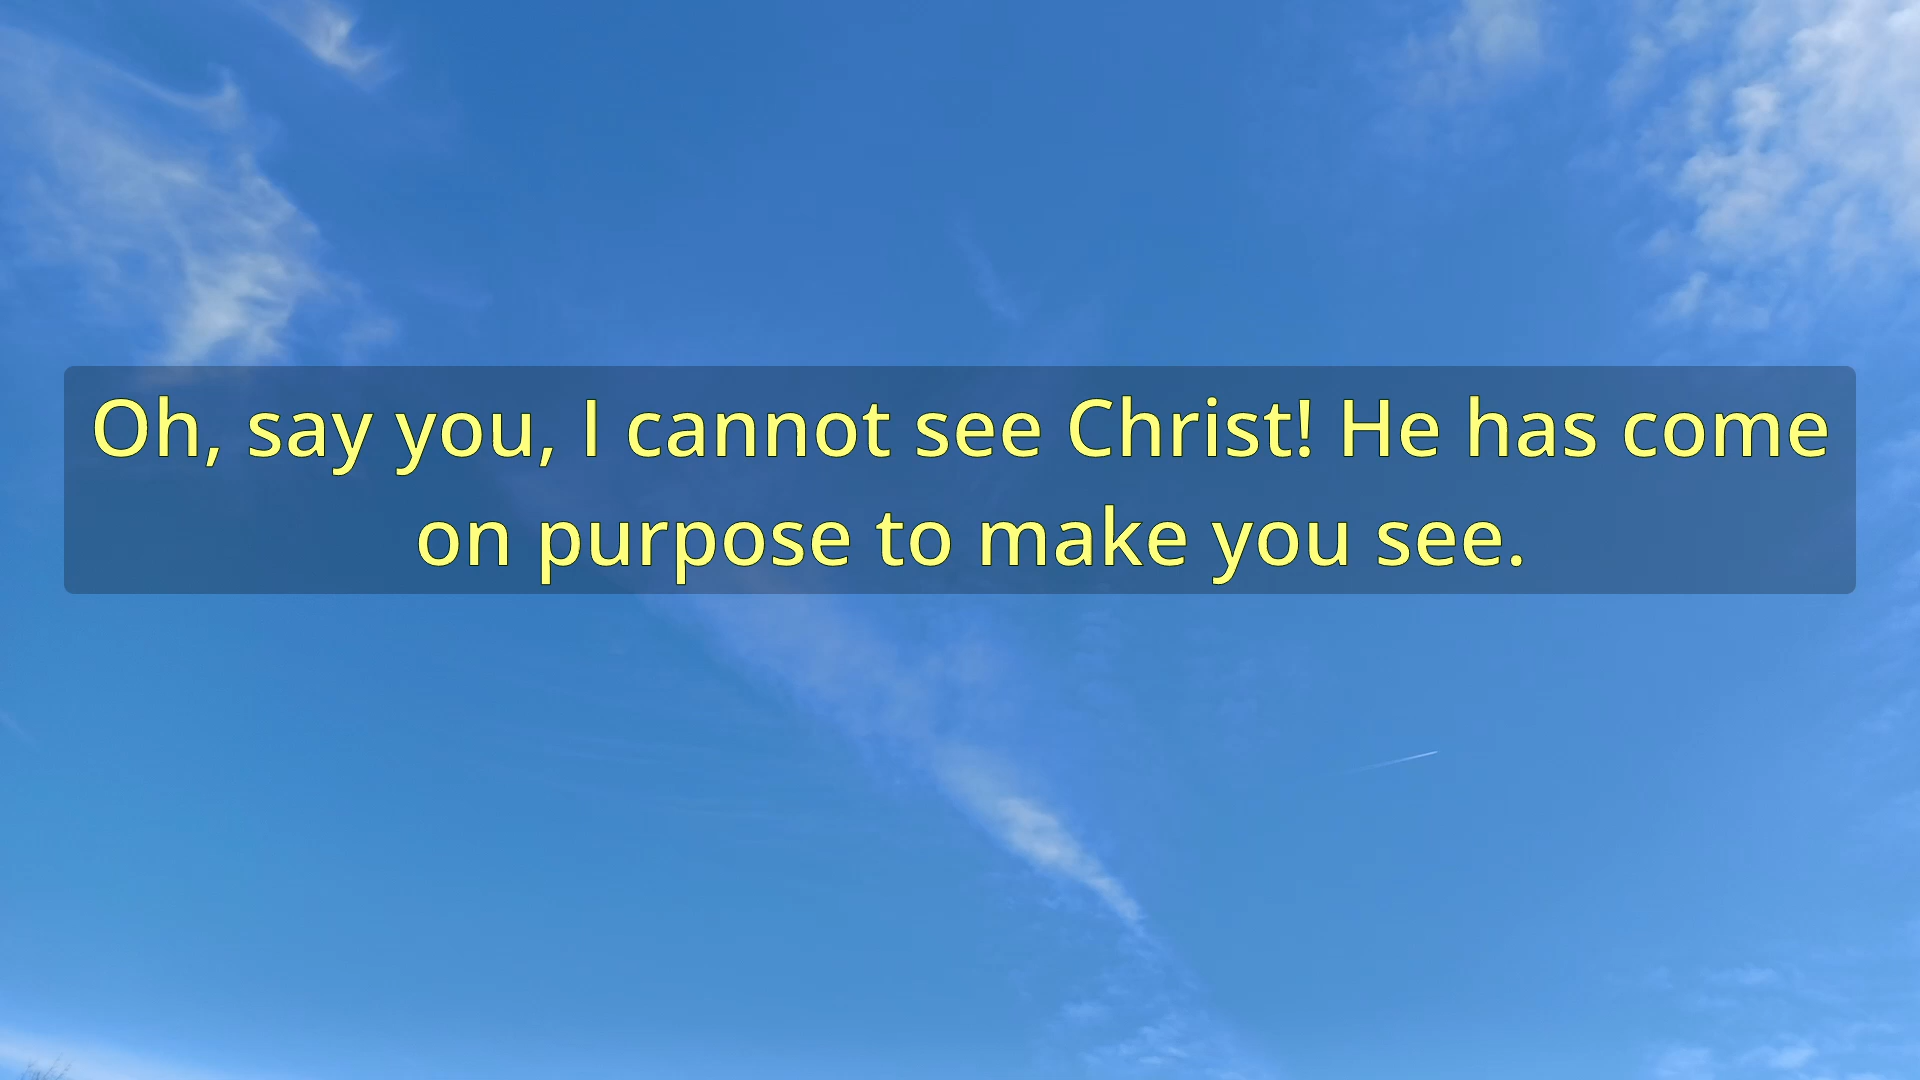 Oh, say you, I cannot see Christ! He has come
on purpose to make you see.